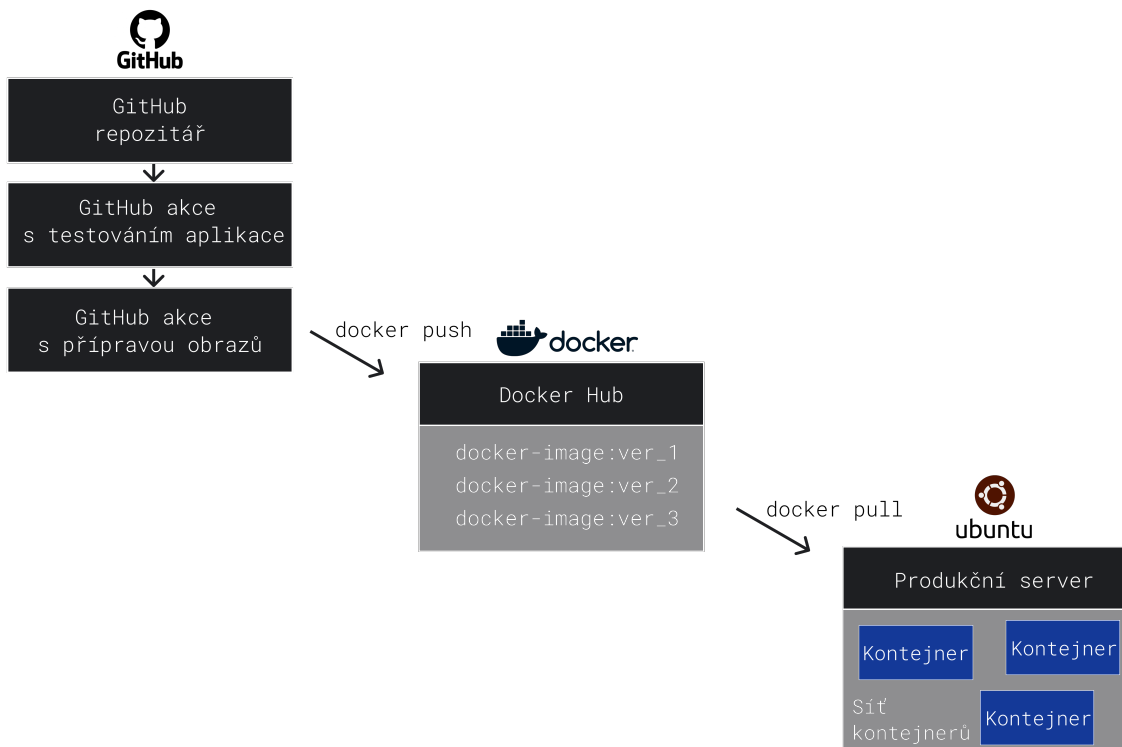 GitHub
GitHub
repozitář
GitHub akce
s testováním aplikace
GitHub akce
s přípravou obrazů
docker push
docker
Docker Hub
docker-image:ver_1
docker-image:ver_2
docker-image:ver_3
docker pull
ubuntu
Produkční server
Kontejner
Kontejner
Síť
kontejnerů
Kontejner